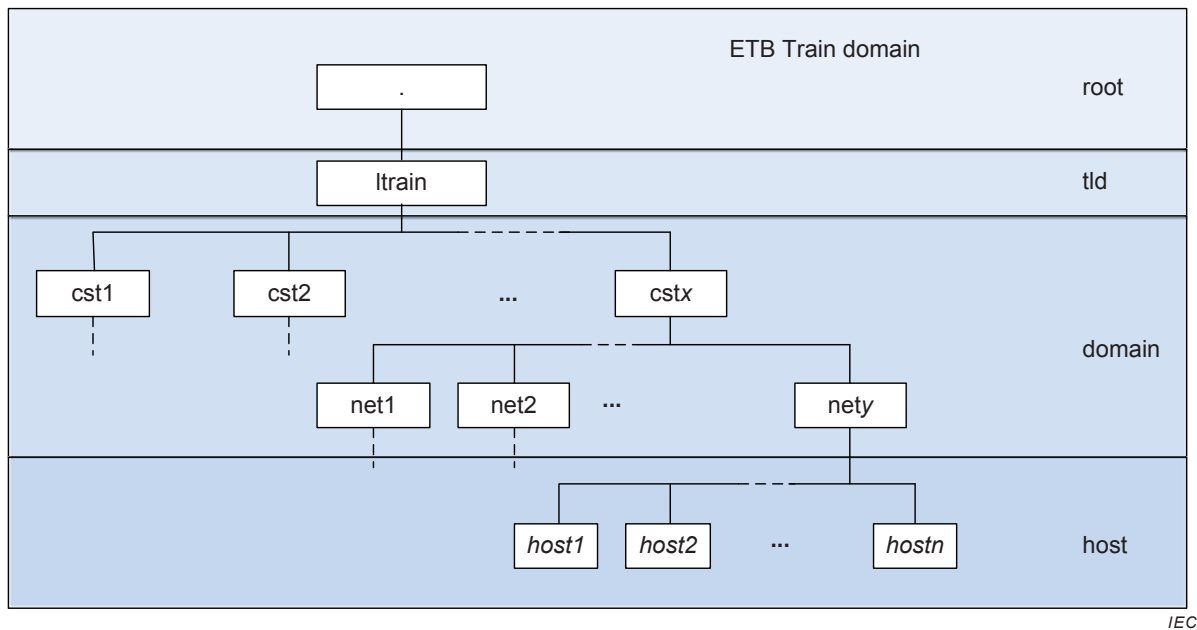 ETB Train domain
.
root
ltrain
tld
cst1
cst2
...
cstx
domain
net1
net2
...
nety
host1
host2
...
hostn
host
IEC